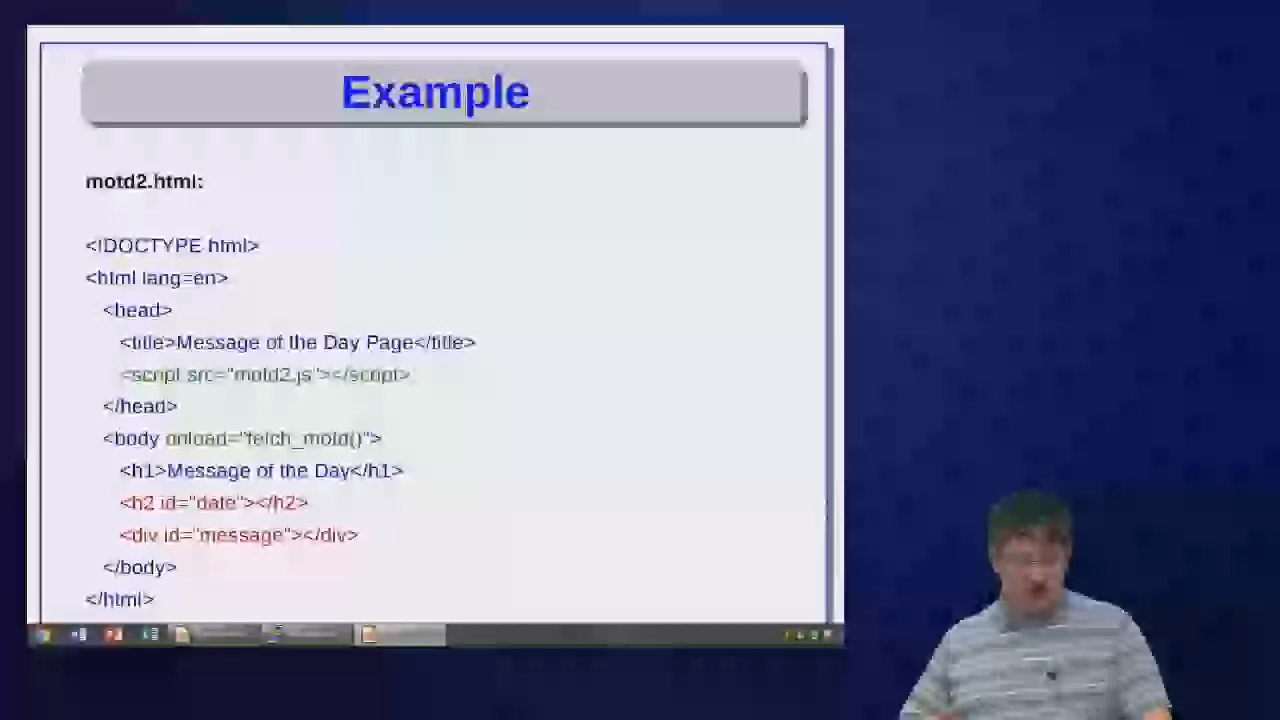 Example
motd2.html:
<!DOCTYPE html>
<html lang=en>
<head>
<title>Message of the Day Page</title>
<script src="motd2.js"></script>
</head>
<body onload="fetch_motd()">
<h1>Message of the Day</h1>
<h2 id="date"></h2>
<div id="message"></div>
</body>
</html>